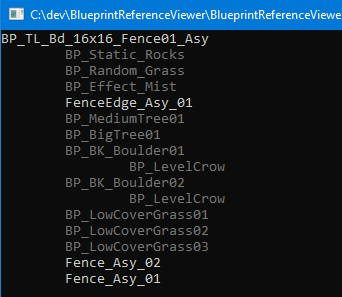 C:\dev\BlueprintReferenceViewer\BlueprintReferenceViewe
BP_TL_Bd_16x16_Fence01_Asy
BP_Static_Rocks
BP_Random_Grass
BP_Effect_Mist
FenceEdge_Asy_01
BP_MediumTree01
BP_BigTree01
BP_BK_Boulder01
BP_LevelCrow
BP_BK_Boulder02
BP_LevelCrow
BP_LowCoverGrass01
BP_LowCoverGrass02
BP_LowCoverGrass03
Fence_Asy_02
Fence_Asy_01